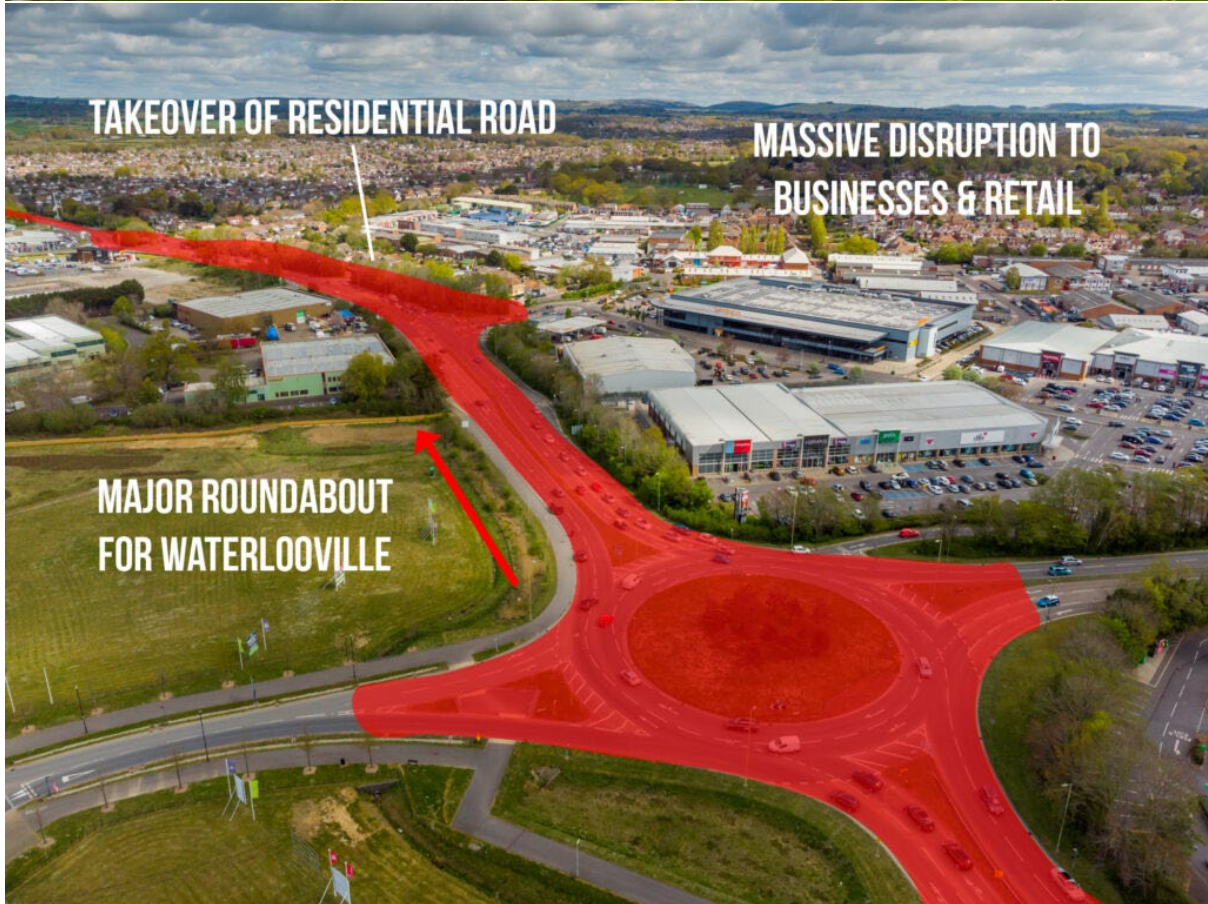 TAKEOVER OF RESIDENTIAL ROAD
MASSIVE DISRUPTION TO
BUSINESSES & RETAIL
MAJOR ROUNDABOUT
FOR WATERLOOVILLE